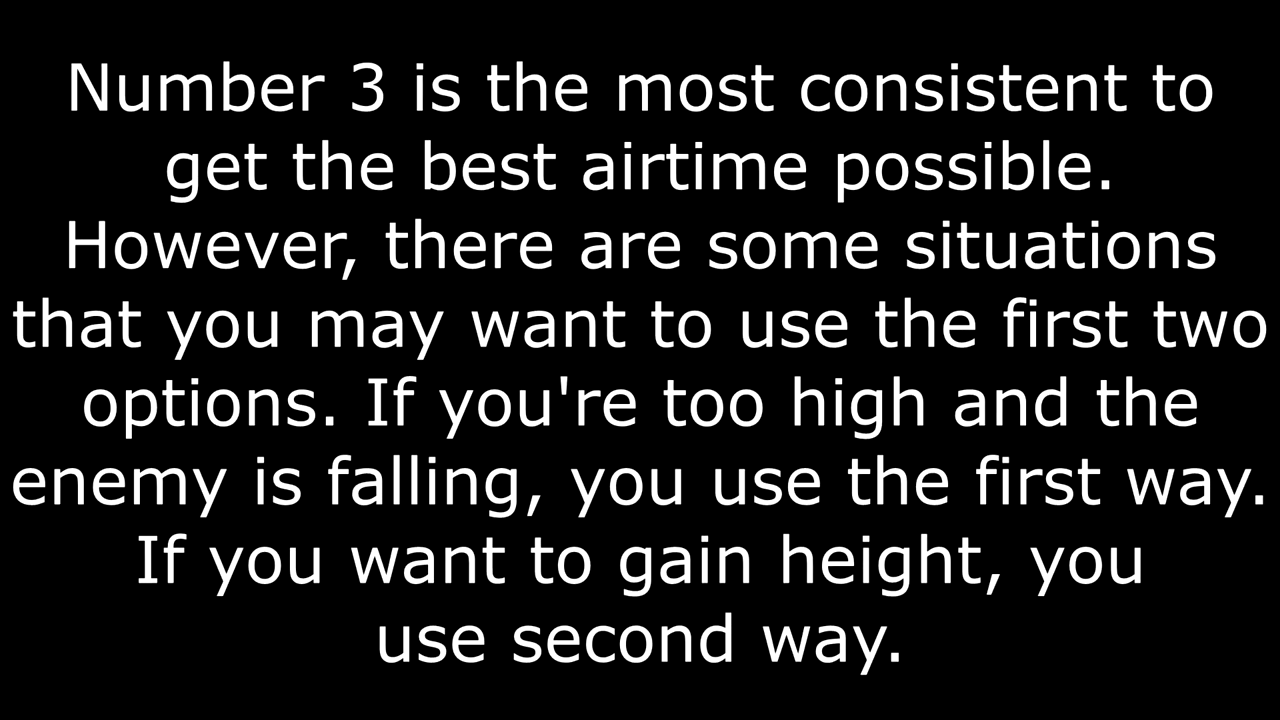 Number 3 is the most consistent to
get the best airtime possible.
However, there are some situations
that you may want to use the first two
options. If you're too high and the
enemy is falling, you use the first way.
If you want to gain height, you
use second way.